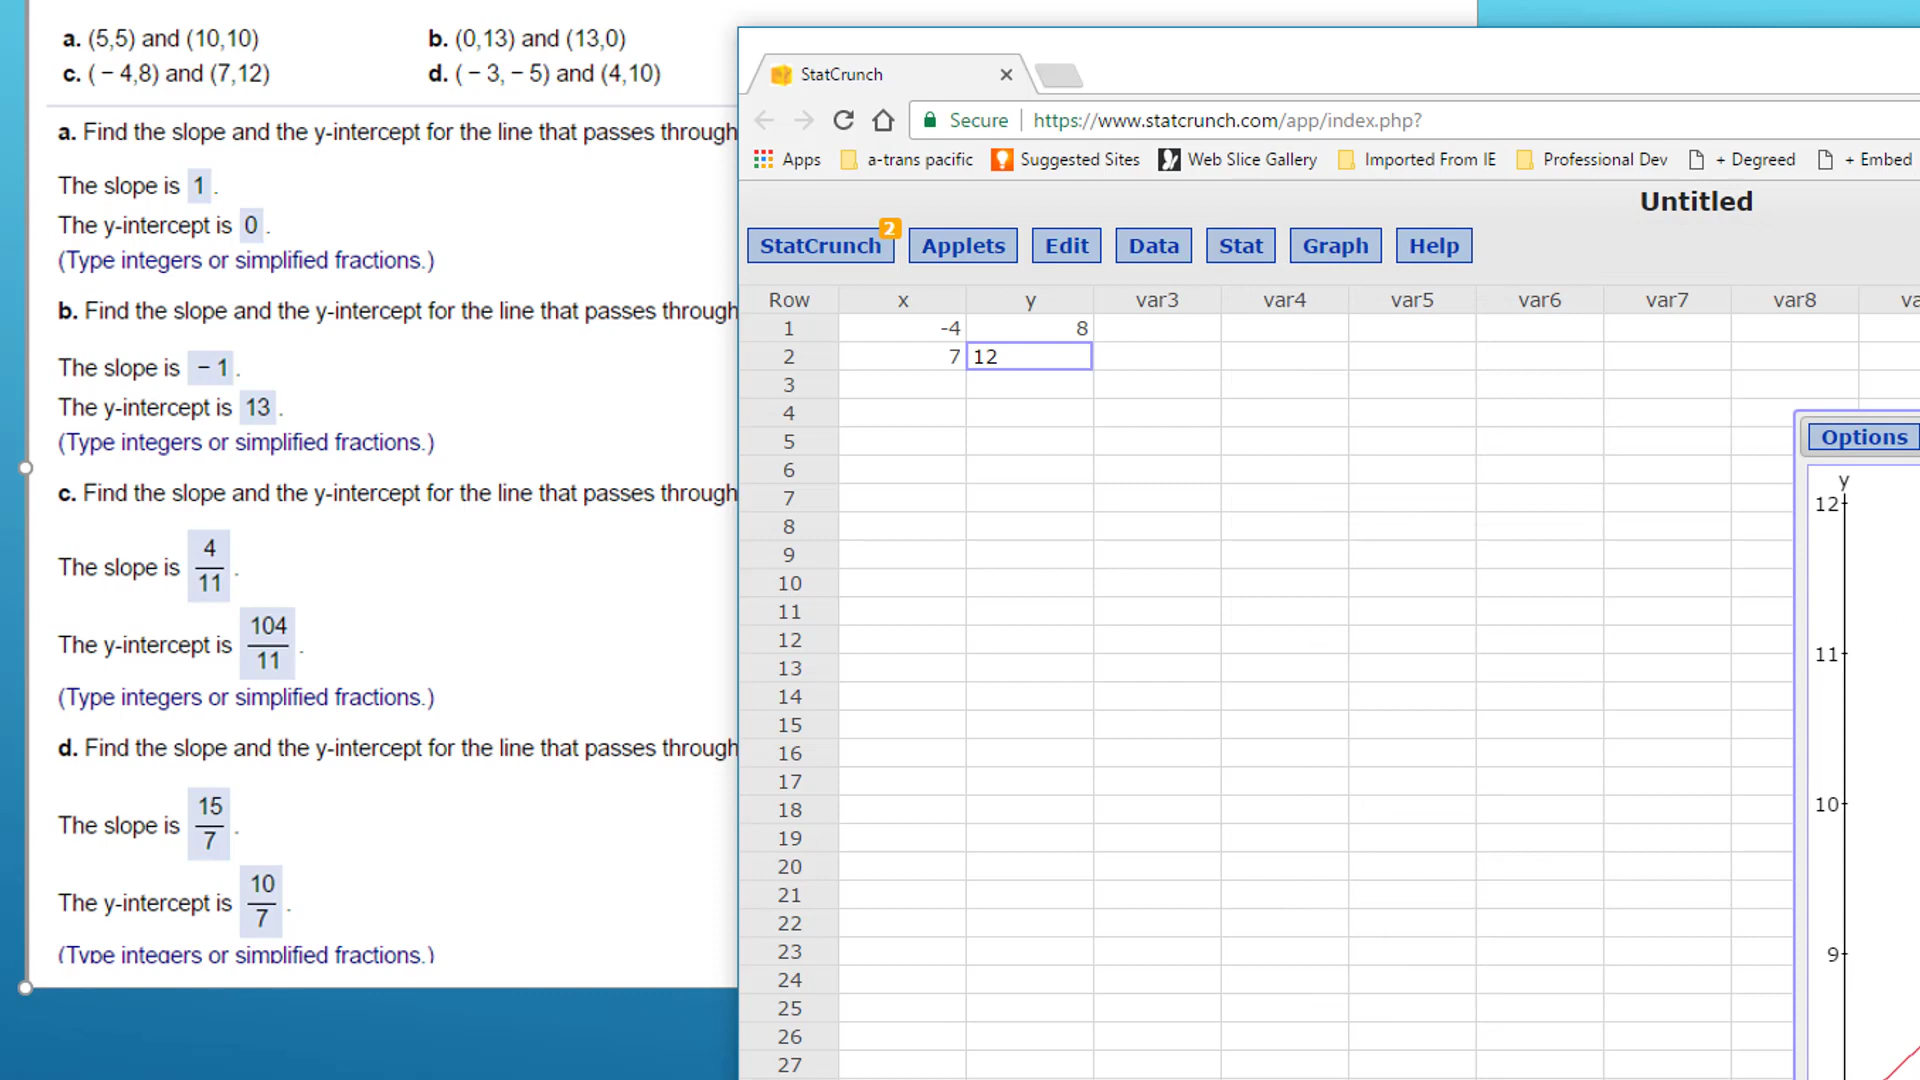 a. (5,5) and (10,10)
b. (0,13) and (13,0)
c. ( − 4,8) and (7,12)
d. ( − 3, − 5) and (4,10)
a. Find the slope and the y-intercept for the line that passes through
The slope is 1 .
The y-intercept is 0 .
(Type integers or simplified fractions.)
b. Find the slope and the y-intercept for the line that passes through
The slope is − 1 .
The y-intercept is 13 .
(Type integers or simplified fractions.)
c. Find the slope and the y-intercept for the line that passes through
The slope is 4/11 .
The y-intercept is 104/11 .
(Type integers or simplified fractions.)
d. Find the slope and the y-intercept for the line that passes through
The slope is 15/7 .
The y-intercept is 10/7 .
(Type integers or simplified fractions.)
StatCrunch
Secure https://www.statcrunch.com/app/index.php?
Apps a-trans pacific Suggested Sites Web Slice Gallery Imported From IE Professional Dev + Degreed + Embed
Untitled
2
StatCrunch Applets Edit Data Stat Graph Help
Row x y var3 var4 var5 var6 var7 var8 va
1 -4 8
2 7 12
3
4
5
6
7
8
9
10
11
12
13
14
15
16
17
18
19
20
21
22
23
24
25
26
27
Options
y
12
11
10
9